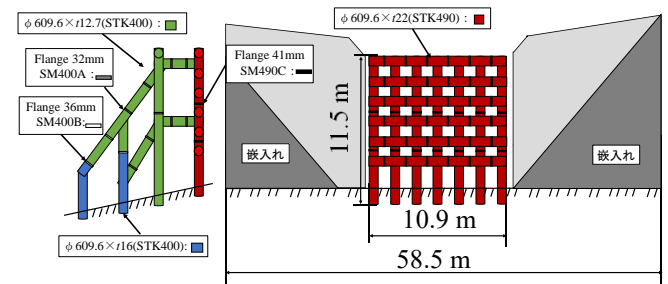 φ 609.6×t12.7(STK400) :
Flange 32mm
SM400A :
Flange 36mm
SM400B:
φ 609.6×t16(STK400):
φ 609.6×t22(STK490) :
Flange 41mm
SM490C :
11.5 m
嵌入れ
嵌入れ
10.9 m
58.5 m